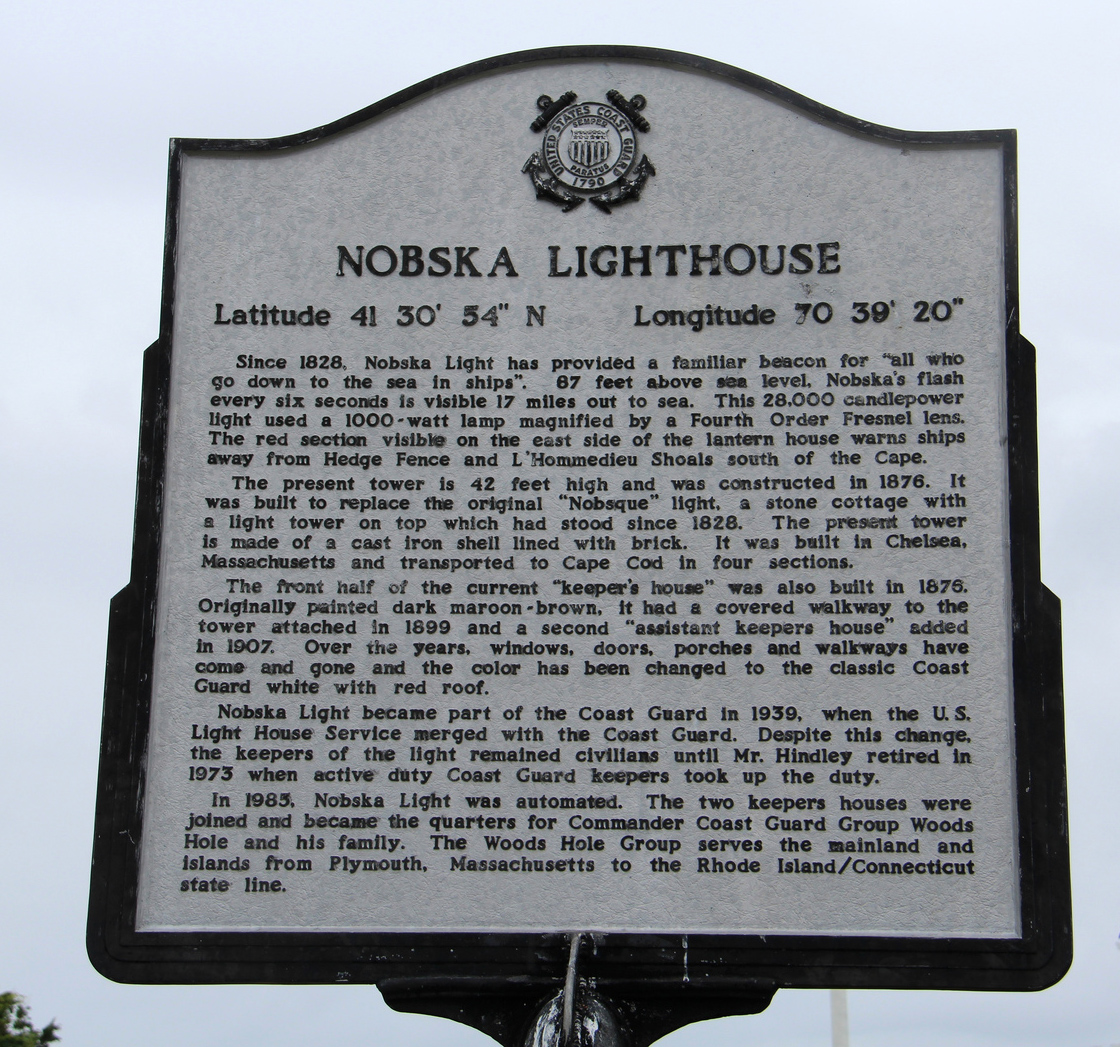 UNITED STATES COAST GUARD
SEMPER
PARATUS
1790
NOBSKA LIGHTHOUSE
Latitude 41 30' 54" N Longitude 70 39' 20"
Since 1828, Nobska Light has provided a familiar beacon for "all who
go down to the sea in ships". 87 feet above sea level, Nobska's flash
every six seconds is visible 17 miles out to sea. This 28,000 candlepower
light used a 1000-watt lamp magnified by a Fourth Order Fresnel lens.
The red section visible on the east side of the lantern house warns ships
away from Hedge Fence and L'Hommedieu Shoals south of the Cape.
The present tower is 42 feet high and was constructed in 1876. It
was built to replace the original "Nobsque" light, a stone cottage with
a light tower on top which had stood since 1828. The present tower
is made of a cast iron shell lined with brick. It was built in Chelsea,
Massachusetts and transported to Cape Cod in four sections.
The front half of the current "keeper's house" was also built in 1876.
Originally painted dark maroon-brown, it had a covered walkway to the
tower attached in 1899 and a second "assistant keepers house" added
in 1907. Over the years, windows, doors, porches and walkways have
come and gone and the color has been changed to the classic Coast
Guard white with red roof.
Nobska Light became part of the Coast Guard in 1939, when the U.S.
Light House Service merged with the Coast Guard. Despite this change,
the keepers of the light remained civilians until Mr. Hindley retired in
1973 when active duty Coast Guard keepers took up the duty.
In 1985, Nobska Light was automated. The two keepers houses were
joined and became the quarters for Commander Coast Guard Group Woods
Hole and his family. The Woods Hole Group serves the mainland and
islands from Plymouth, Massachusetts to the Rhode Island/Connecticut
state line.